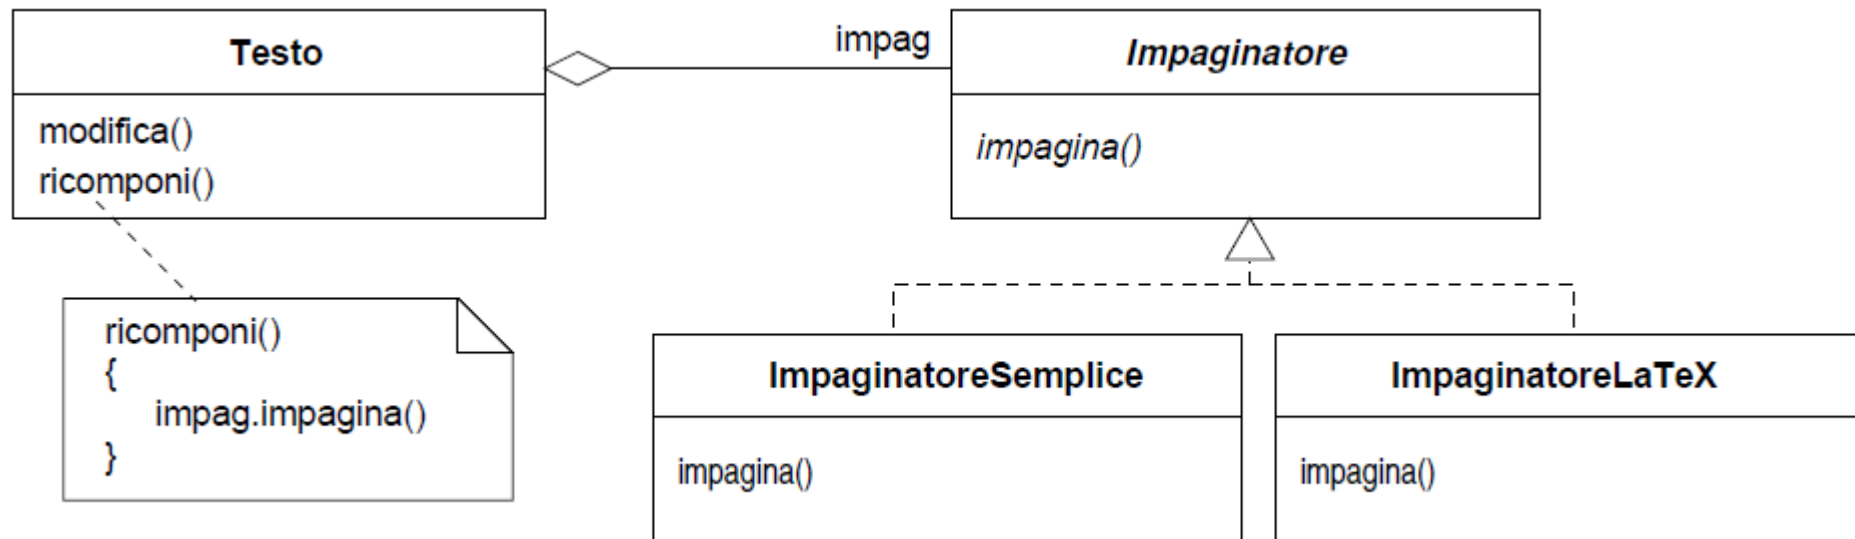 Testo
modifica()
ricomponi()
impag
Impaginatore
impagina()
ricomponi()
{
impag.impagina()
}
ImpaginatoreSemplice
impagina()
ImpaginatoreLaTeX
impagina()